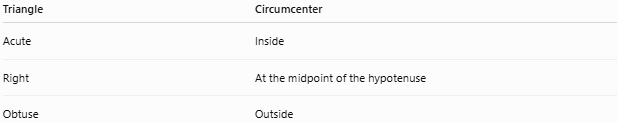 Triangle Circumcenter
Acute Inside
Right At the midpoint of the hypotenuse
Obtuse Outside